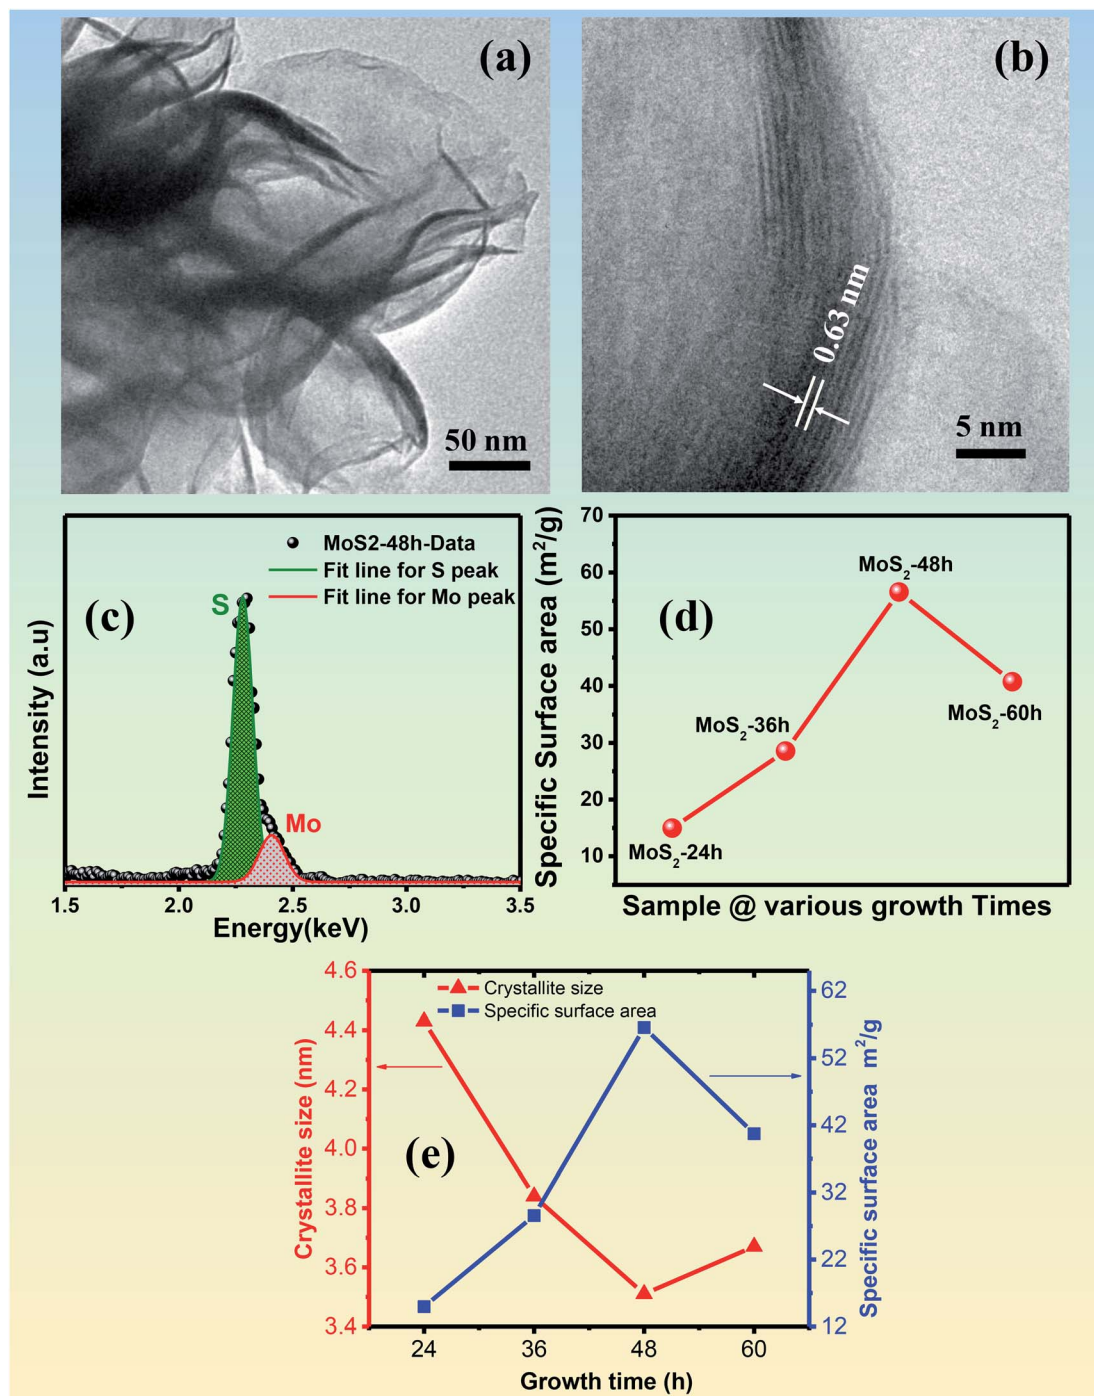 (a)
50 nm
(b)
0.63 nm
5 nm
(c)
MoS2-48h-Data
Fit line for S peak
Fit line for Mo peak
S
Mo
Intensity (a.u)
1.5 2.0 2.5 3.0 3.5
Energy(keV)
(d)
Specific Surface area (m²/g)
70
60
50
40
30
20
10
MoS₂-24h
MoS₂-36h
MoS₂-48h
MoS₂-60h
Sample @ various growth Times
(e)
Crystallite size
Specific surface area
Crystallite size (nm)
4.6
4.4
4.2
4.0
3.8
3.6
3.4
Specific surface area m²/g
62
52
42
32
22
12
24 36 48 60
Growth time (h)